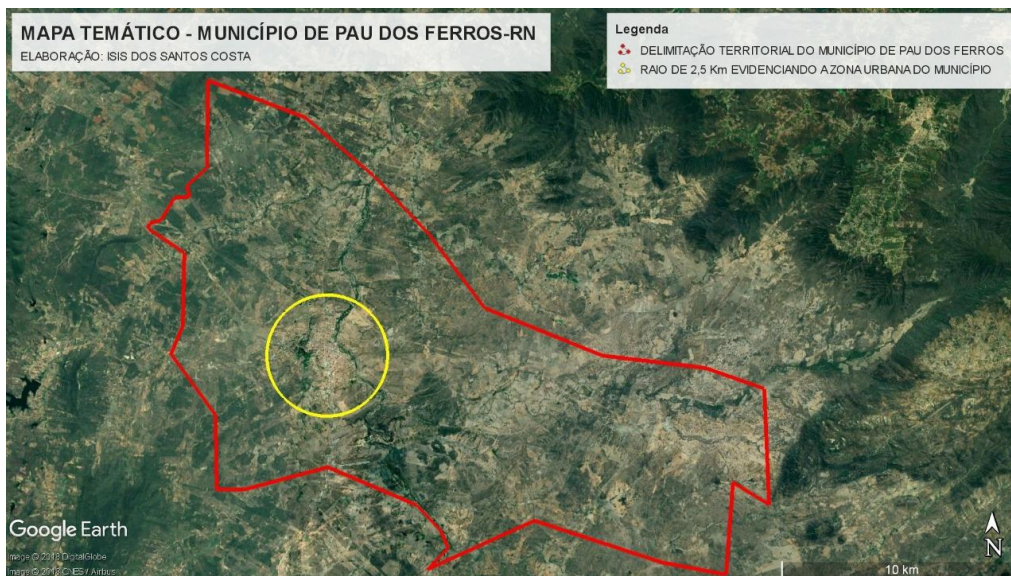 MAPA TEMÁTICO - MUNICÍPIO DE PAU DOS FERROS-RN
ELABORAÇÃO: ISIS DOS SANTOS COSTA
Legenda
DELIMITAÇÃO TERRITORIAL DO MUNICÍPIO DE PAU DOS FERROS
RAIO DE 2,5 Km EVIDENCIANDO A ZONA URBANA DO MUNICÍPIO
Google Earth
Image © 2018 DigitalGlobe
Image © 2018 CNES / Airbus
N
10 km